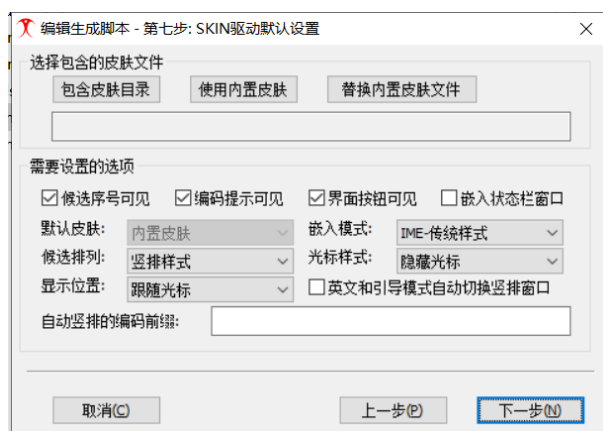 编辑生成脚本 - 第七步: SKIN驱动默认设置
选择包含的皮肤文件
包含皮肤目录 使用内置皮肤 替换内置皮肤文件
需要设置的选项
候选序号可见 编码提示可见 界面按钮可见 嵌入状态栏窗口
默认皮肤: 内置皮肤 嵌入模式: IME-传统样式
候选排列: 竖排样式 光标样式: 隐藏光标
显示位置: 跟随光标 英文和引导模式自动切换竖排窗口
自动竖排的编码前缀:
取消(C) 上一步(P) 下一步(N)